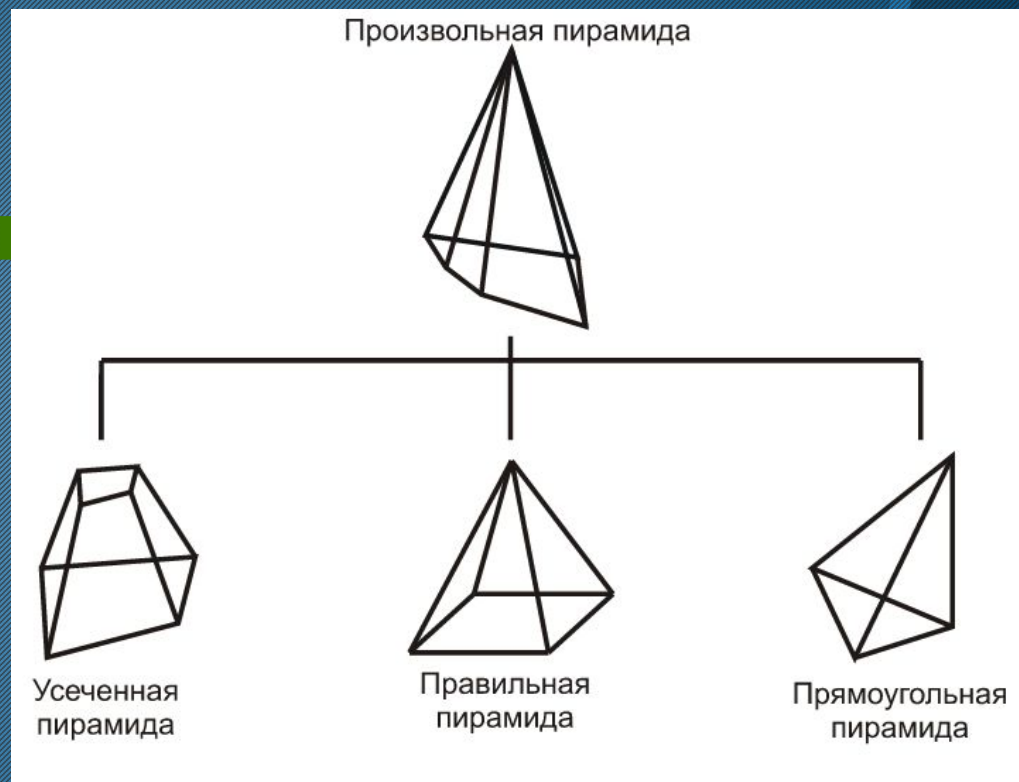 Произвольная пирамида
Усеченная
пирамида
Правильная
пирамида
Прямоугольная
пирамида